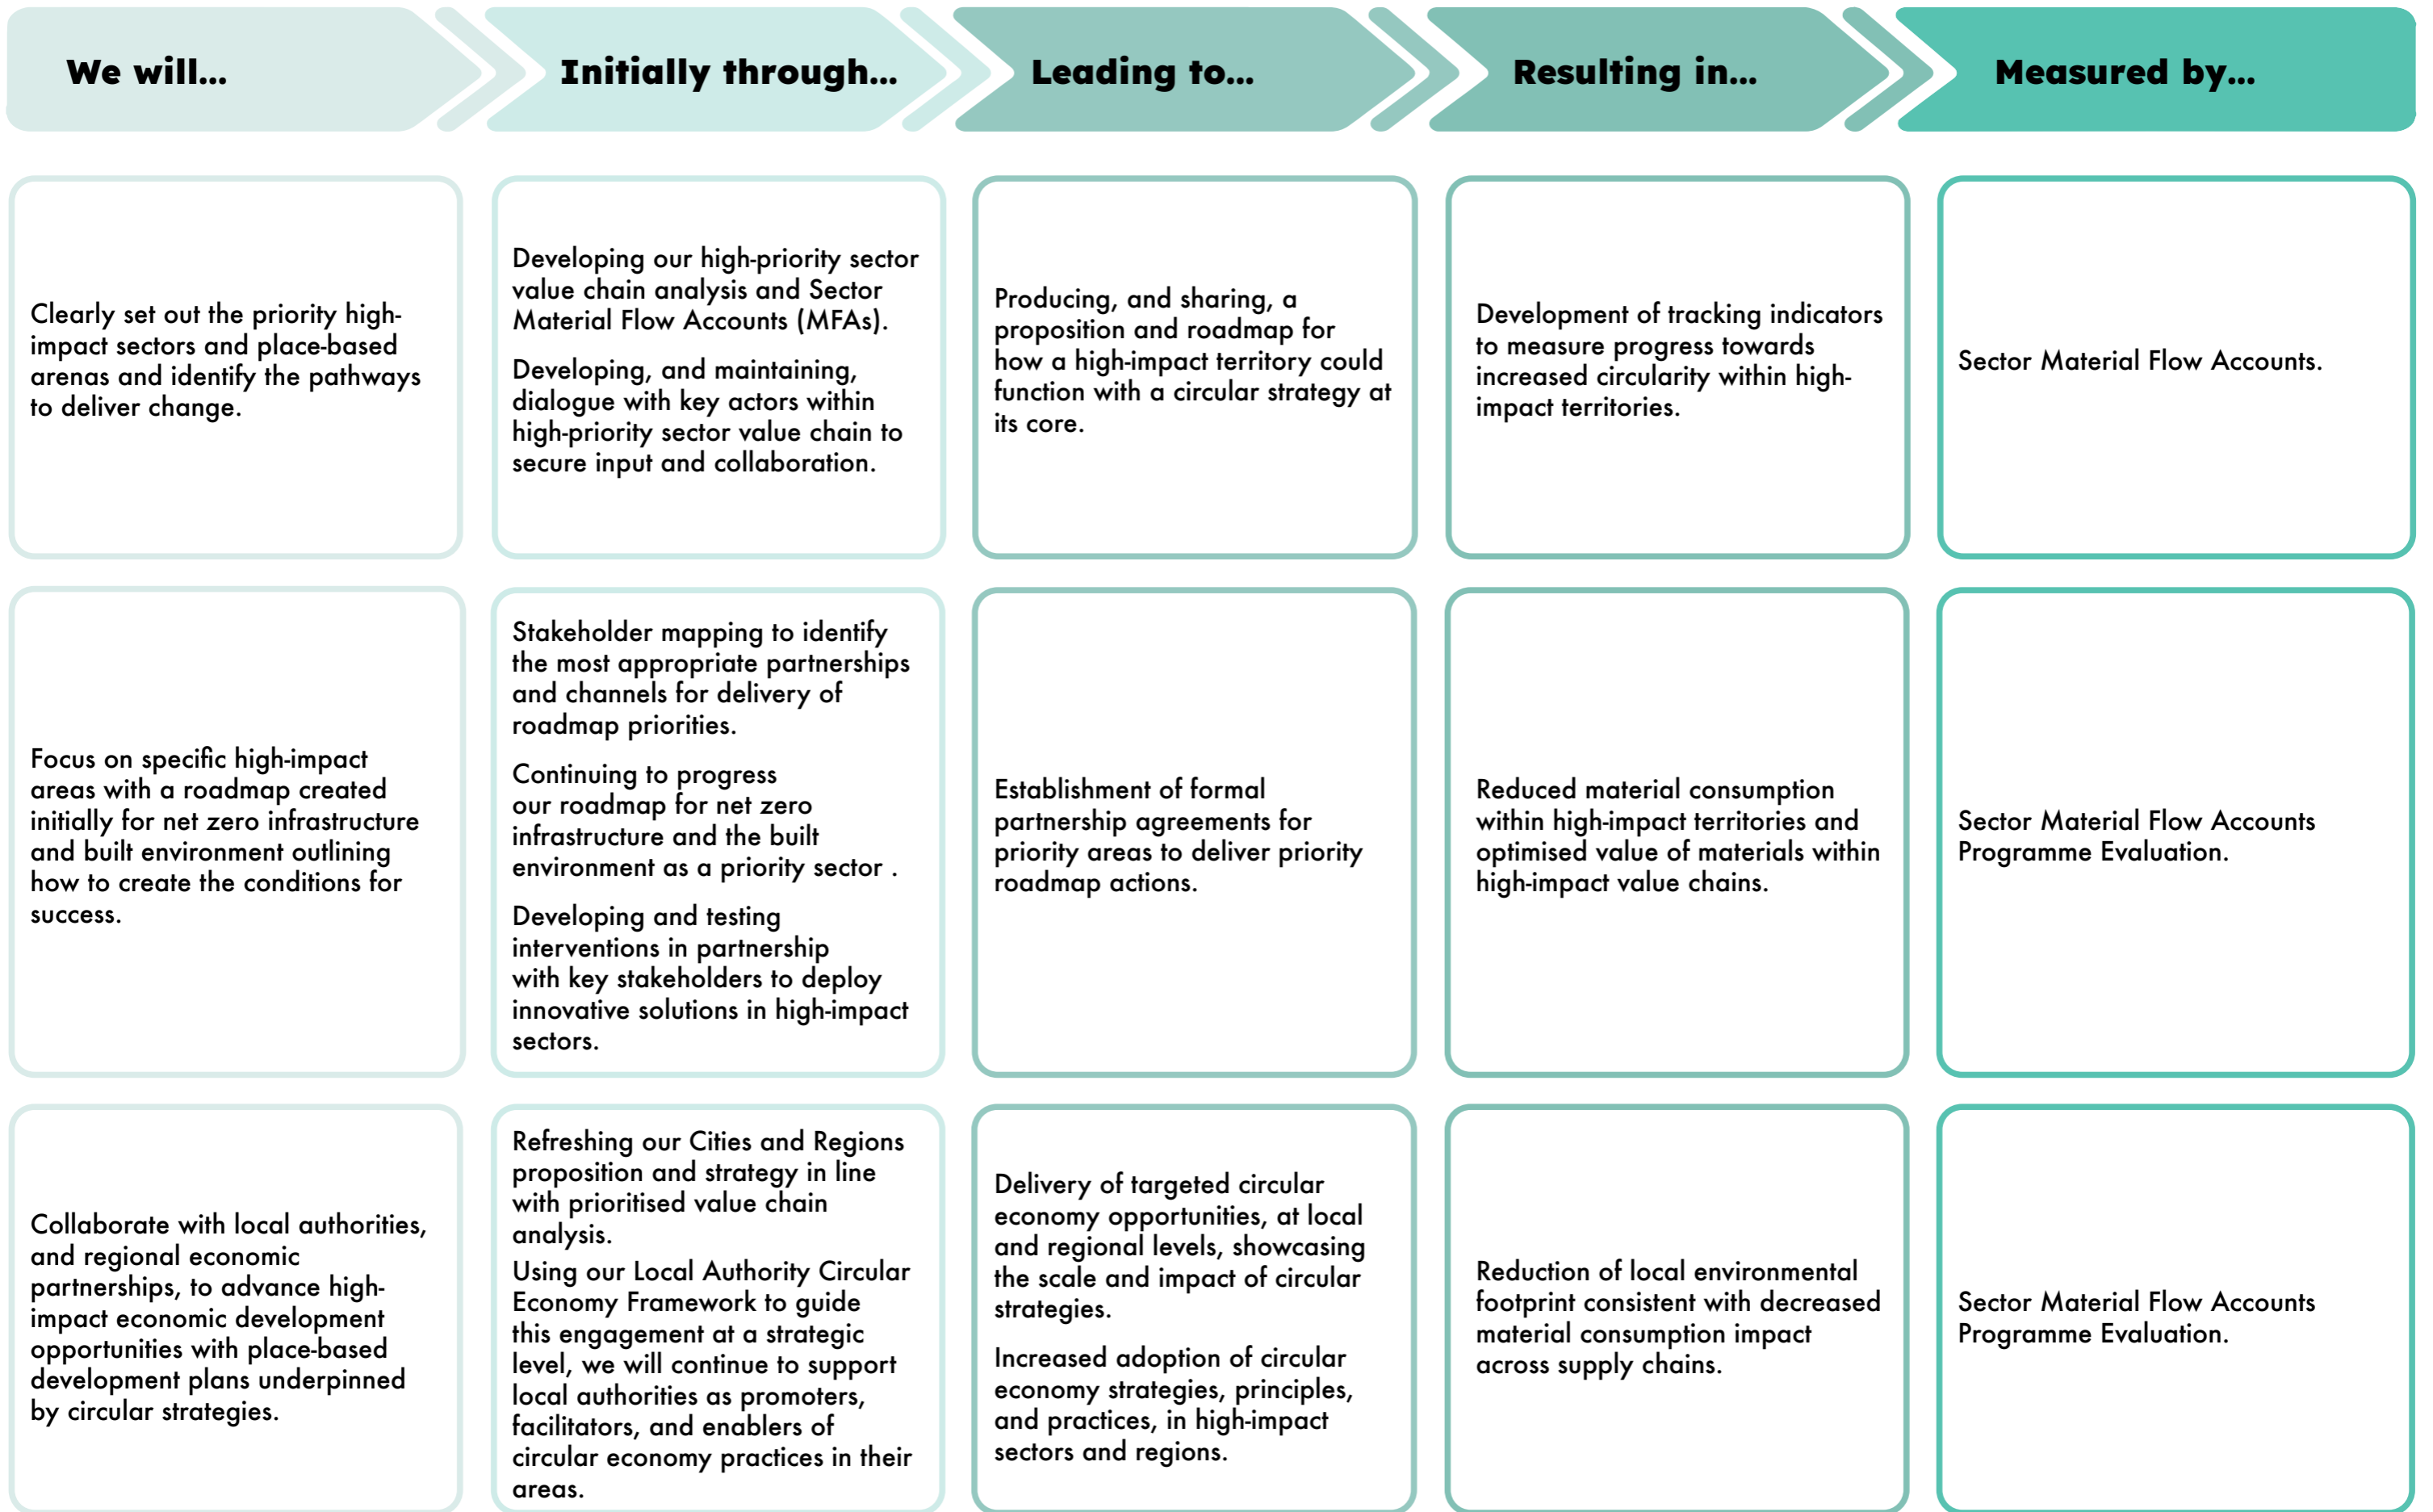 We will...
Initially through...
Leading to...
Resulting in...
Measured by...
Clearly set out the priority high-
impact sectors and place-based
arenas and identify the pathways
to deliver change.
Developing our high-priority sector
value chain analysis and Sector
Material Flow Accounts (MFAs).
Developing, and maintaining,
dialogue with key actors within
high-priority sector value chain to
secure input and collaboration.
Producing, and sharing, a
proposition and roadmap for
how a high-impact territory could
function with a circular strategy at
its core.
Development of tracking indicators
to measure progress towards
increased circularity within high-
impact territories.
Sector Material Flow Accounts.
Focus on specific high-impact
areas with a roadmap created
initially for net zero infrastructure
and built environment outlining
how to create the conditions for
success.
Stakeholder mapping to identify
the most appropriate partnerships
and channels for delivery of
roadmap priorities.
Continuing to progress
our roadmap for net zero
infrastructure and the built
environment as a priority sector .
Developing and testing
interventions in partnership
with key stakeholders to deploy
innovative solutions in high-impact
sectors.
Establishment of formal
partnership agreements for
priority areas to deliver priority
roadmap actions.
Reduced material consumption
within high-impact territories and
optimised value of materials within
high-impact value chains.
Sector Material Flow Accounts
Programme Evaluation.
Collaborate with local authorities,
and regional economic
partnerships, to advance high-
impact economic development
opportunities with place-based
development plans underpinned
by circular strategies.
Refreshing our Cities and Regions
proposition and strategy in line
with prioritised value chain
analysis.
Using our Local Authority Circular
Economy Framework to guide
this engagement at a strategic
level, we will continue to support
local authorities as promoters,
facilitators, and enablers of
circular economy practices in their
areas.
Delivery of targeted circular
economy opportunities, at local
and regional levels, showcasing
the scale and impact of circular
strategies.
Increased adoption of circular
economy strategies, principles,
and practices, in high-impact
sectors and regions.
Reduction of local environmental
footprint consistent with decreased
material consumption impact
across supply chains.
Sector Material Flow Accounts
Programme Evaluation.